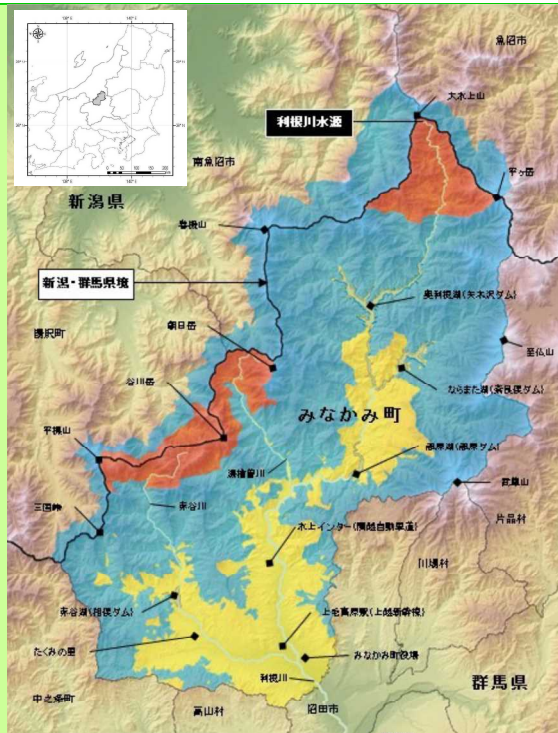 魚沼市
大水上山
利根川水源
南魚沼市
平ヶ岳
新潟県
巻機山
新潟・群馬県境
奥利根湖(矢木沢ダム)
朝日岳
湯沢町
至仏山
谷川岳
ならまた湖(奈良俣ダム)
みなかみ町
平標山
藤原湖(藤原ダム)
湯檜曽川
武尊山
三国峠
赤谷川
片品村
水上インター(関越自動車道)
川場村
赤谷湖(相俣ダム)
上毛高原駅(上越新幹線)
たくみの里
みなかみ町役場
利根川
群馬県
中之条町
高山村
沼田市